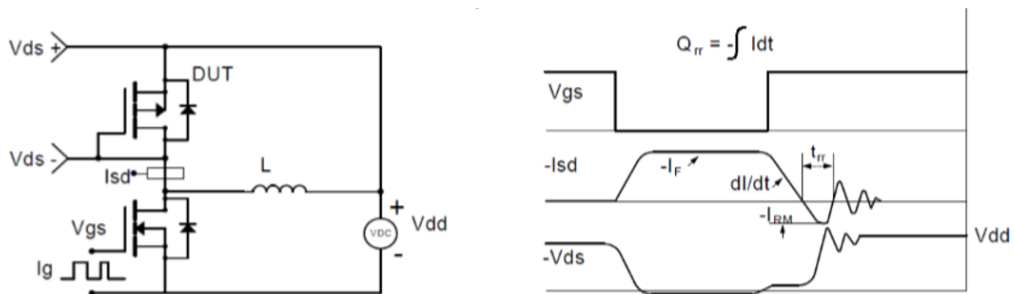 Vds +
DUT
Vds -
Isd
L
Vgs
Ig
+
VDC
-
Vdd
Qrr = -∫ Idt
Vgs
-Isd
-IF
dI/dt
trr
-IRM
-Vds
Vdd